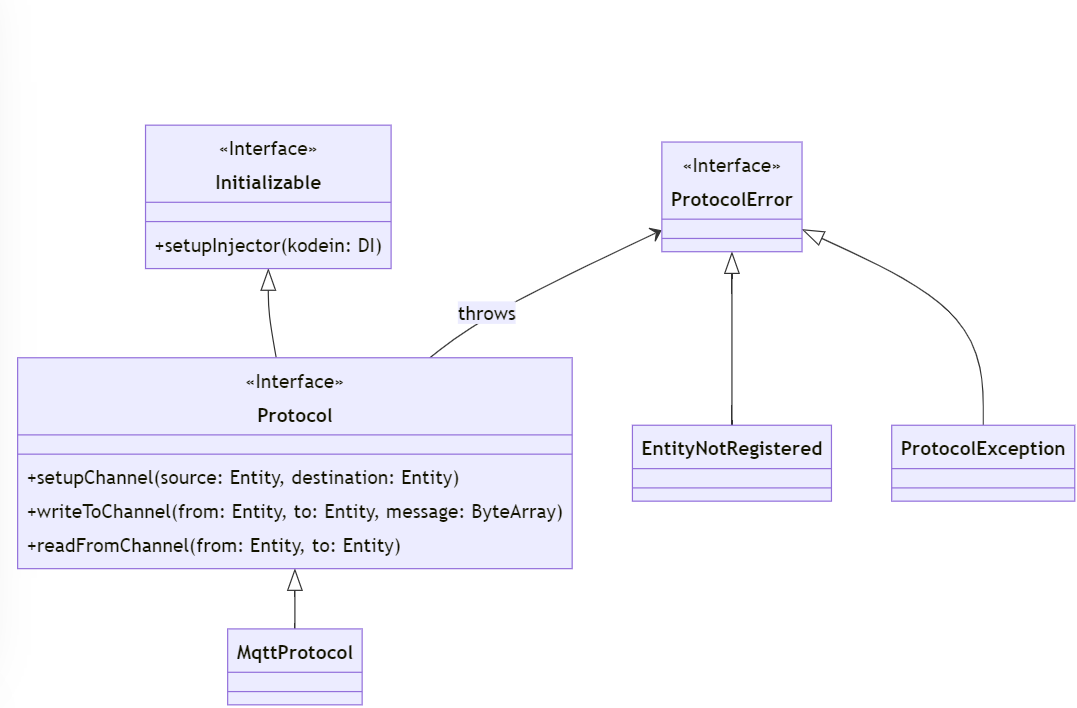 «Interface»
Initializable
+setupInjector(kodein: DI)
«Interface»
ProtocolError
throws
«Interface»
Protocol
+setupChannel(source: Entity, destination: Entity)
+writeToChannel(from: Entity, to: Entity, message: ByteArray)
+readFromChannel(from: Entity, to: Entity)
EntityNotRegistered
ProtocolException
MqttProtocol